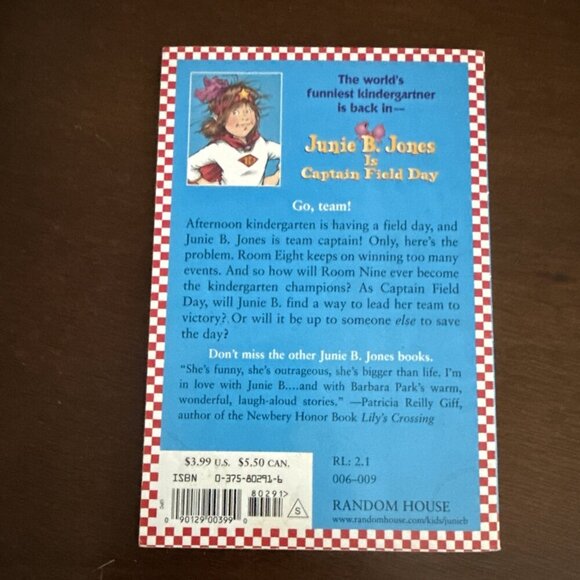 The world's
funniest kindergartner
is back in—
Junie B. Jones
Is
Captain Field Day
Go, team!
Afternoon kindergarten is having a field day, and
Junie B. Jones is team captain! Only, here's the
problem. Room Eight keeps on winning too many
events. And so how will Room Nine ever become
the kindergarten champions? As Captain Field
Day, will Junie B. find a way to lead her team to
victory? Or will it be up to someone else to save
the day?
Don't miss the other Junie B. Jones books.
"She's funny, she's outrageous, she's bigger than life. I'm
in love with Junie B....and with Barbara Park's warm,
wonderful, laugh-aloud stories." —Patricia Reilly Giff,
author of the Newbery Honor Book Lily's Crossing
$3.99 U.S. $5.50 CAN.
ISBN 0-375-80291-6
80291>
S
0 90129 00399 0
RL: 2.1
006–009
RANDOM HOUSE
www.randomhouse.com/kids/junieb